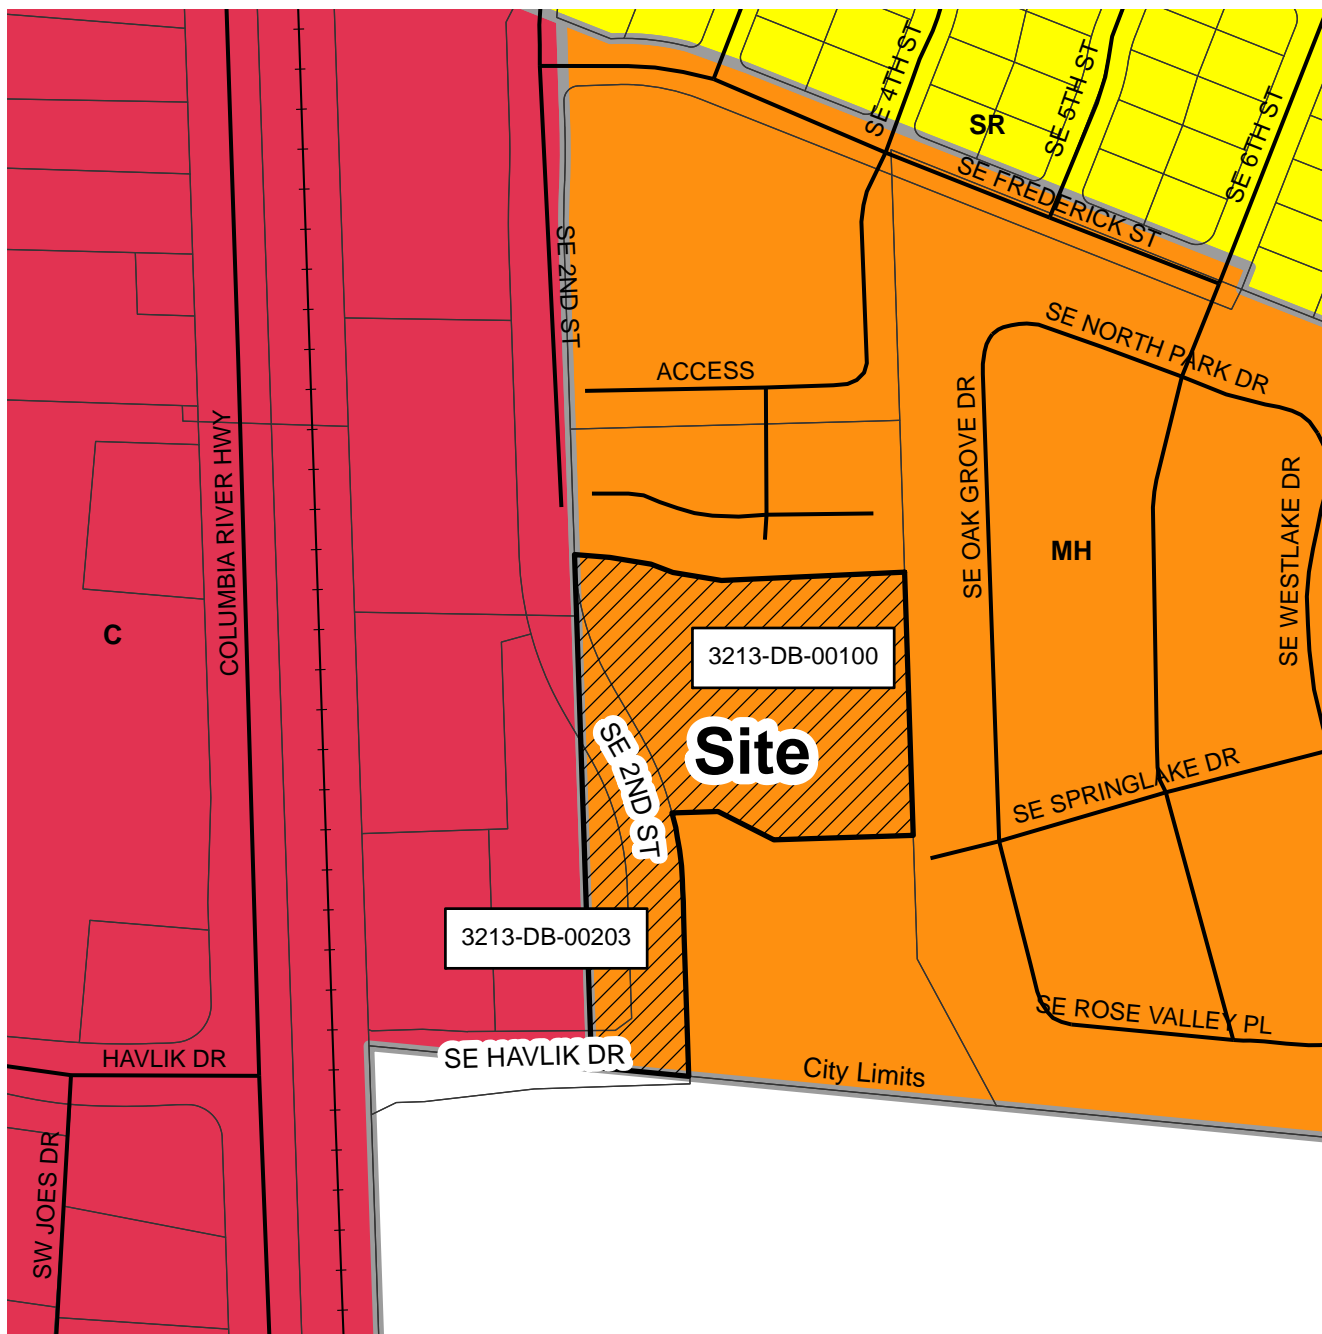 SE 4TH ST
SE 5TH ST
SE 6TH ST
SR
SE FREDERICK ST
SE 2ND ST
SE NORTH PARK DR
ACCESS
SE OAK GROVE DR
COLUMBIA RIVER HWY
SE WESTLAKE DR
MH
C
3213-DB-00100
Site
SE 2ND ST
SE SPRINGLAKE DR
3213-DB-00203
SE ROSE VALLEY PL
HAVLIK DR
SE HAVLIK DR
City Limits
SW JOES DR